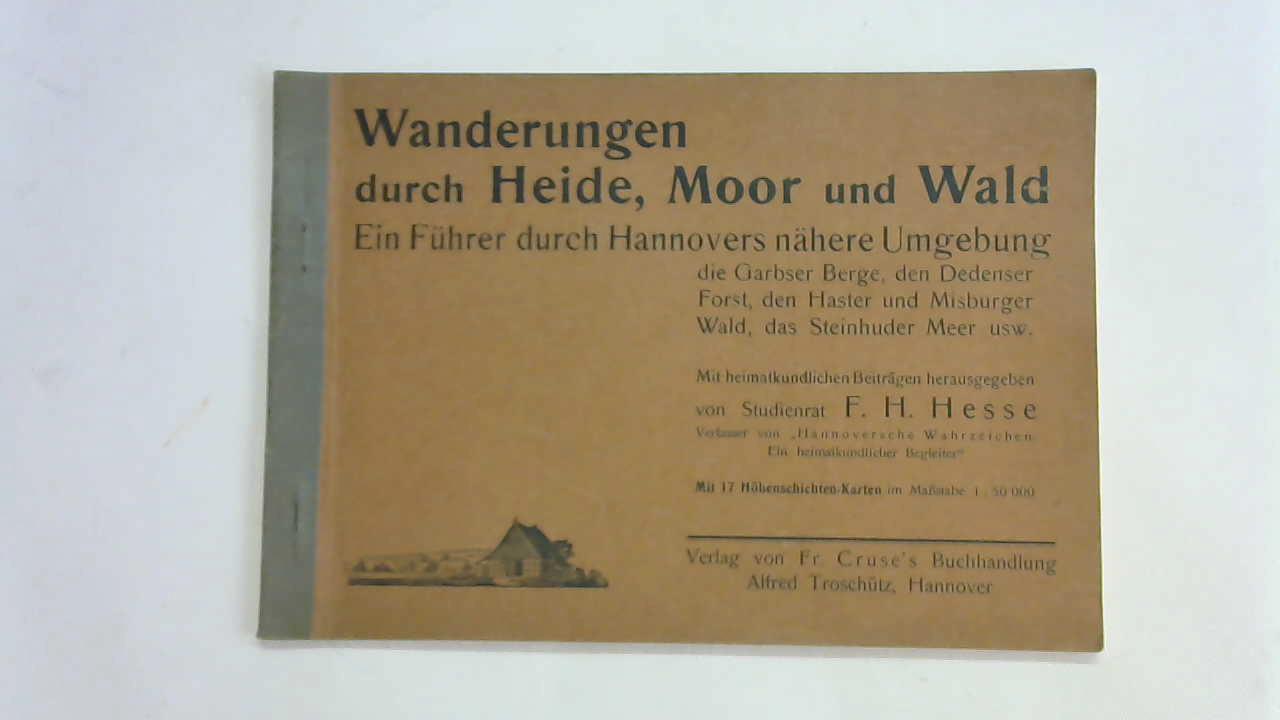 Wanderungen
durch Heide, Moor und Wald
Ein Führer durch Hannovers nähere Umgebung
die Garbser Berge, den Dedenser
Forst, den Haster und Misburger
Wald, das Steinhuder Meer usw.
Mit heimatkundlichen Beiträgen herausgegeben
von Studienrat F. H. Hesse
Verfasser von „Hannoversche Wahrzeichen.
Ein heimatkundlicher Begleiter“
Mit 17 Höhenschichten-Karten im Maßstabe 1 : 50 000
Verlag von Fr. Cruse's Buchhandlung
Alfred Troschütz, Hannover